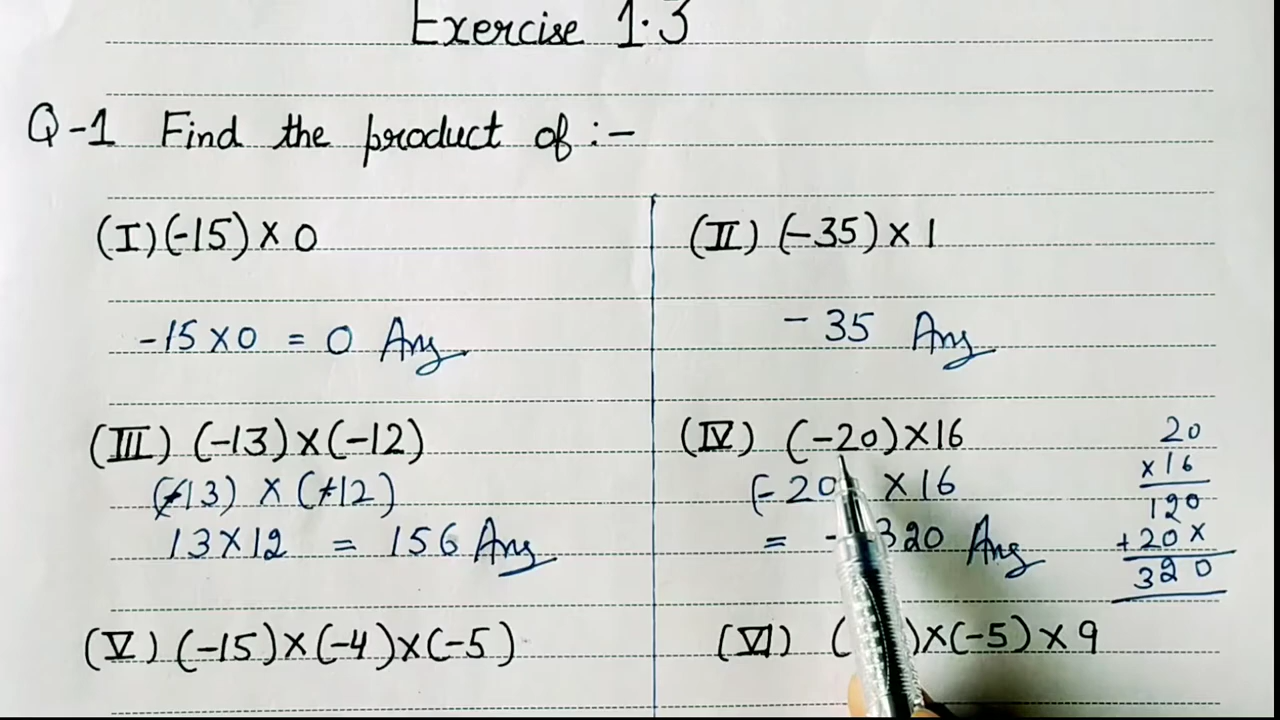 Exercise 1.3
Q-1 Find the product of :-
(I) (-15) × 0
-15 × 0 = 0 Ans
(II) (-35) × 1
-35 Ans
(III) (-13) × (-12)
(-13) × (-12)
13 × 12 = 156 Ans
(IV) (-20) × 16
(-20 × 16
= -320 Ans
20
× 16
120
+ 20 ×
320
(V) (-15) × (-4) × (-5)
(VI) ( ) × (-5) × 9